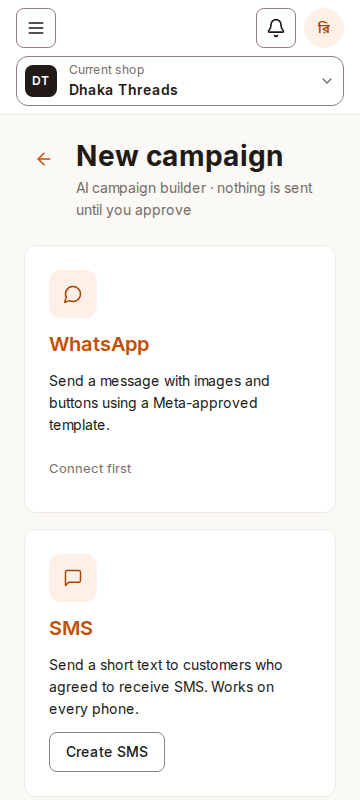 রি
DT
Current shop
Dhaka Threads
New campaign
AI campaign builder · nothing is sent
until you approve
WhatsApp
Send a message with images and
buttons using a Meta-approved
template.
Connect first
SMS
Send a short text to customers who
agreed to receive SMS. Works on
every phone.
Create SMS